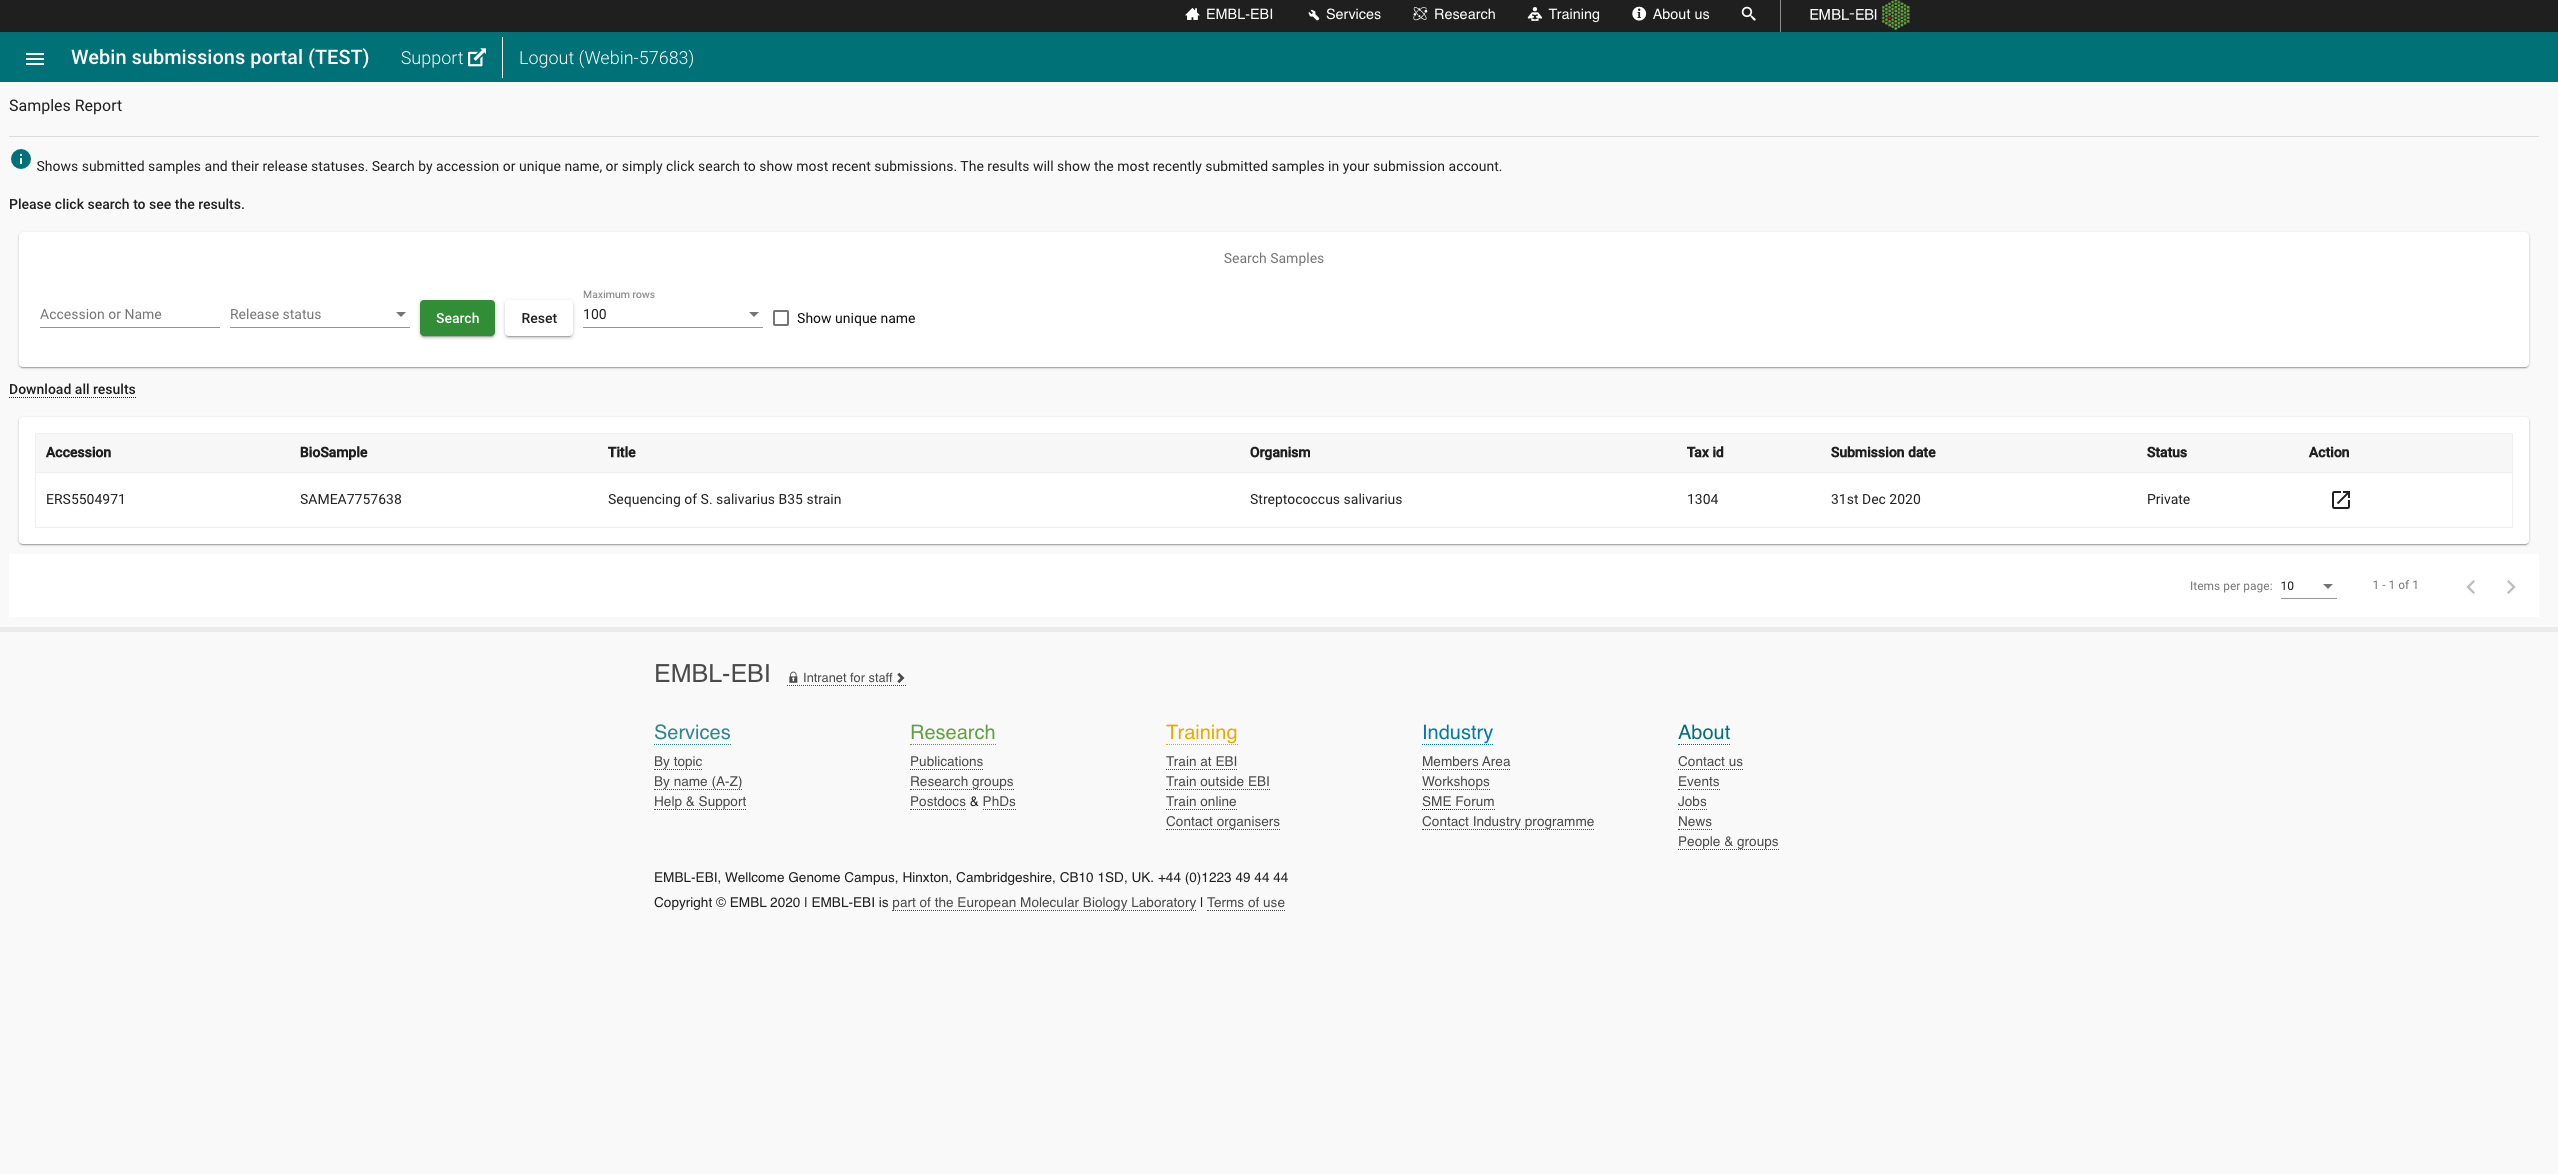 EMBL-EBI Services Research Training About us EMBL-EBI
Webin submissions portal (TEST) Support Logout (Webin-57683)
Samples Report
Shows submitted samples and their release statuses. Search by accession or unique name, or simply click search to show most recent submissions. The results will show the most recently submitted samples in your submission account.
Please click search to see the results.
Search Samples
Maximum rows
Accession or Name Release status Search Reset 100 Show unique name
Download all results
Accession BioSample Title Organism Tax id Submission date Status Action
ERS5504971 SAMEA7757638 Sequencing of S. salivarius B35 strain Streptococcus salivarius 1304 31st Dec 2020 Private
Items per page: 10 1 - 1 of 1
EMBL-EBI Intranet for staff
Services Research Training Industry About
By topic Publications Train at EBI Members Area Contact us
By name (A-Z) Research groups Train outside EBI Workshops Events
Help & Support Postdocs & PhDs Train online SME Forum Jobs
Contact organisers Contact Industry programme News
People & groups
EMBL-EBI, Wellcome Genome Campus, Hinxton, Cambridgeshire, CB10 1SD, UK. +44 (0)1223 49 44 44
Copyright © EMBL 2020 | EMBL-EBI is part of the European Molecular Biology Laboratory | Terms of use